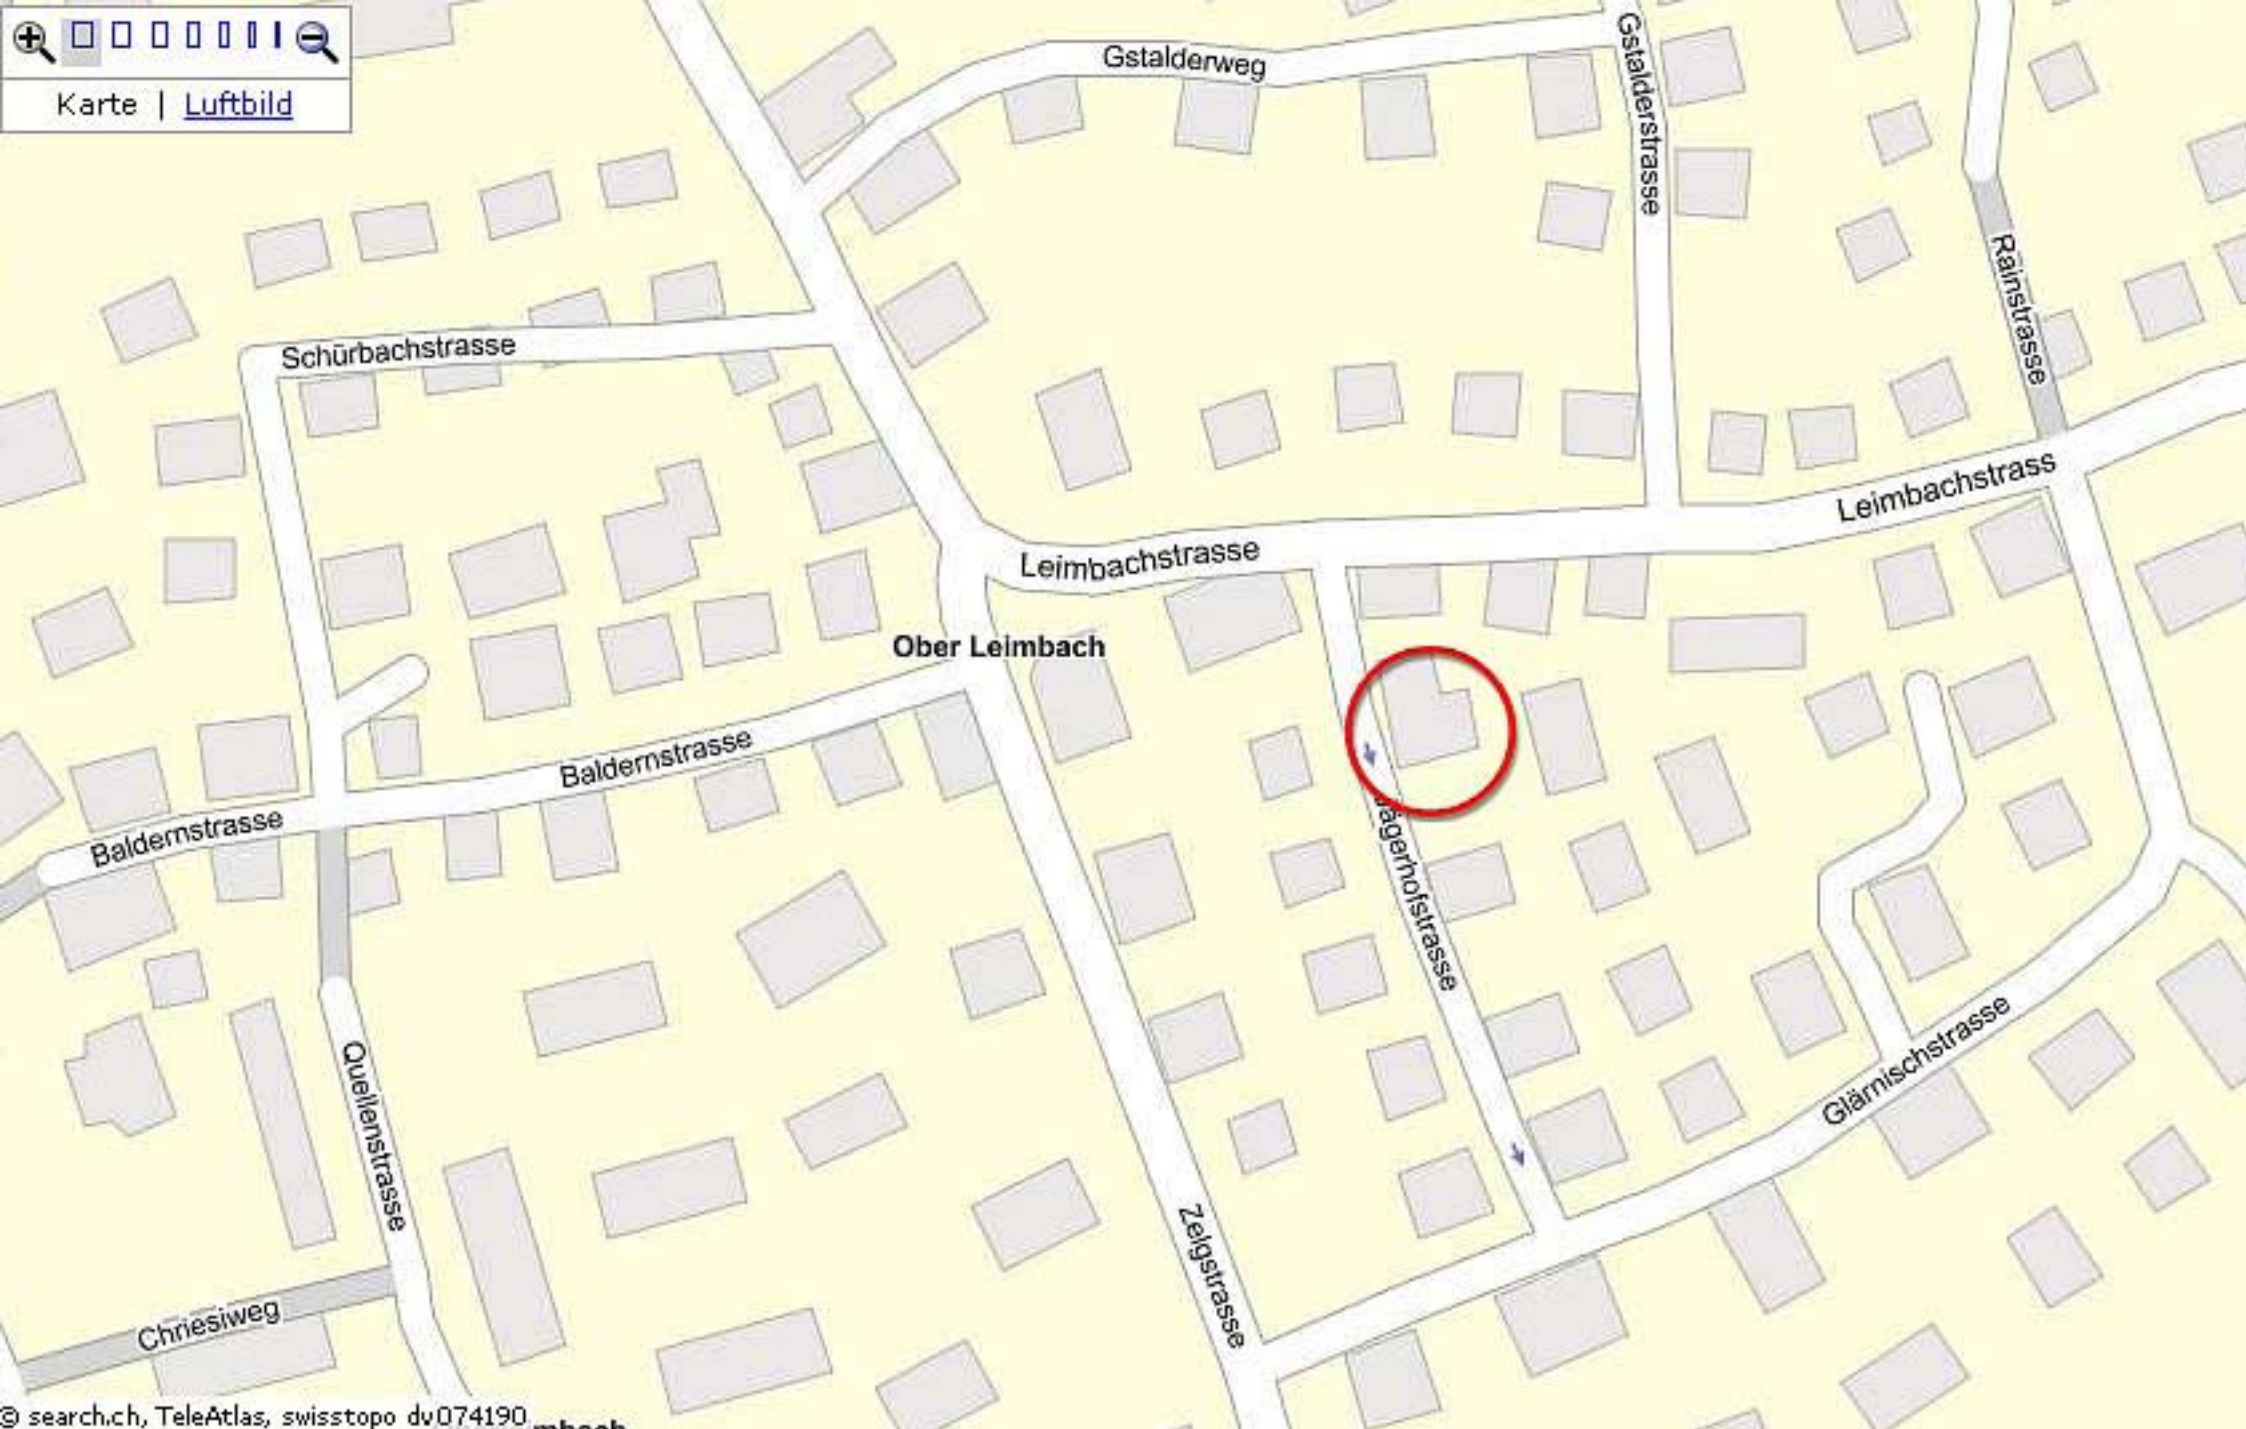 Karte | Luftbild
Gstalderweg
Gstalderstrasse
Rainstrasse
Schürbachstrasse
Leimbachstrass
Leimbachstrasse
Ober Leimbach
Baldernstrasse
Baldernstrasse
Jägerhofstrasse
Quellenstrasse
Glärnischstrasse
Zelgstrasse
Chriesiweg
© search.ch, TeleAtlas, swisstopo dv074190